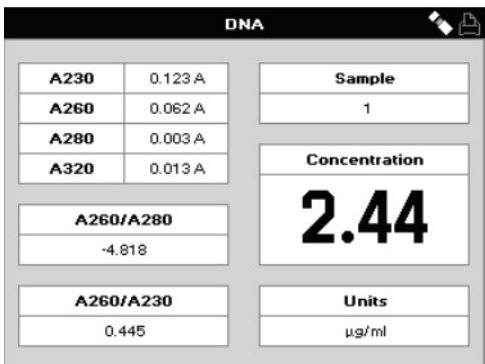 DNA
A230 0.123 A
A260 0.062 A
A280 0.003 A
A320 0.013 A
A260/A280
-4.818
A260/A230
0.445
Sample
1
Concentration
2.44
Units
µg/ml